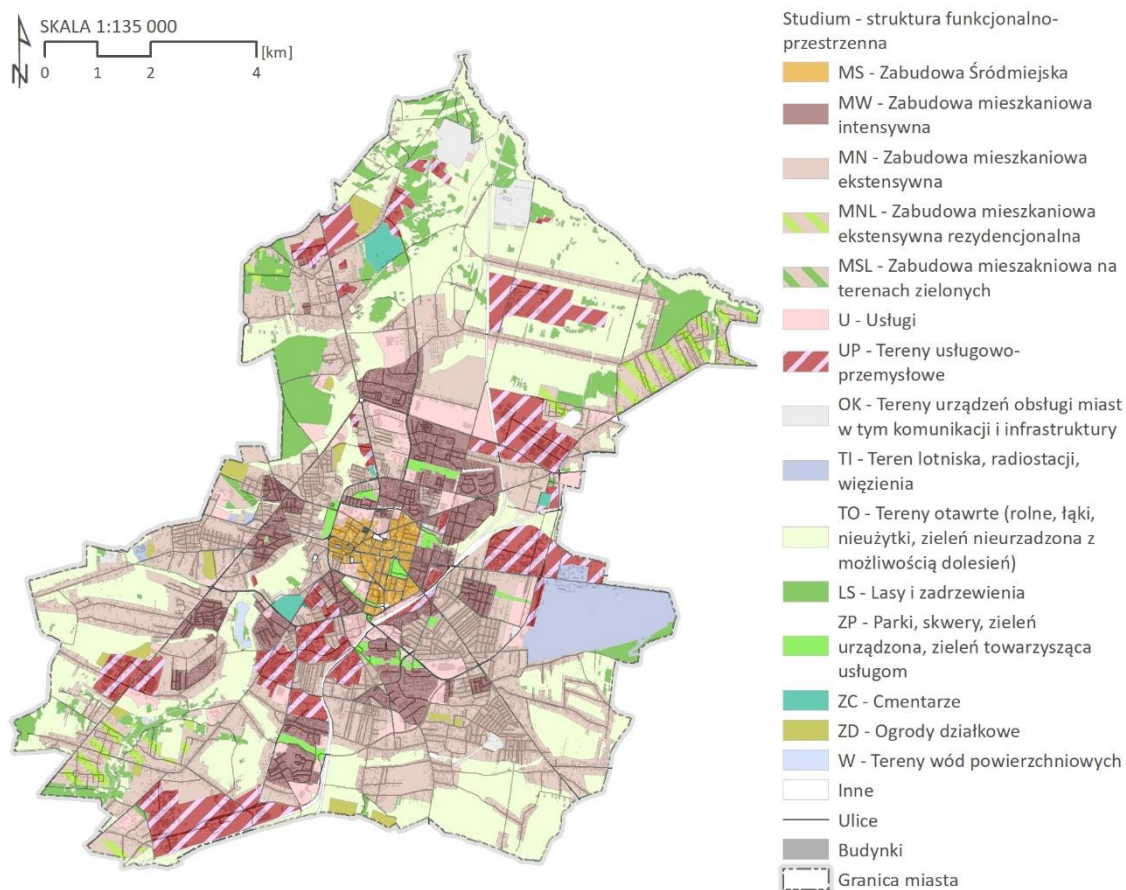 SKALA 1:135 000
[km]
0 1 2 4
N
Studium - struktura funkcjonalno-
przestrzenna
MS - Zabudowa Śródmiejska
MW - Zabudowa mieszkaniowa
intensywna
MN - Zabudowa mieszkaniowa
ekstensywna
MNL - Zabudowa mieszkaniowa
ekstensywna rezydencjonalna
MSL - Zabudowa mieszakniowa na
terenach zielonych
U - Usługi
UP - Tereny usługowo-
przemysłowe
OK - Tereny urządzeń obsługi miast
w tym komunikacji i infrastruktury
TI - Teren lotniska, radiostacji,
więzienia
TO - Tereny otawrte (rolne, łąki,
nieużytki, zieleń nieurzadzona z
możliwością dolesień)
LS - Lasy i zadrzewienia
ZP - Parki, skwery, zieleń
urządzona, zieleń towarzysząca
usługom
ZC - Cmentarze
ZD - Ogrody działkowe
W - Tereny wód powierzchniowych
Inne
Ulice
Budynki
Granica miasta